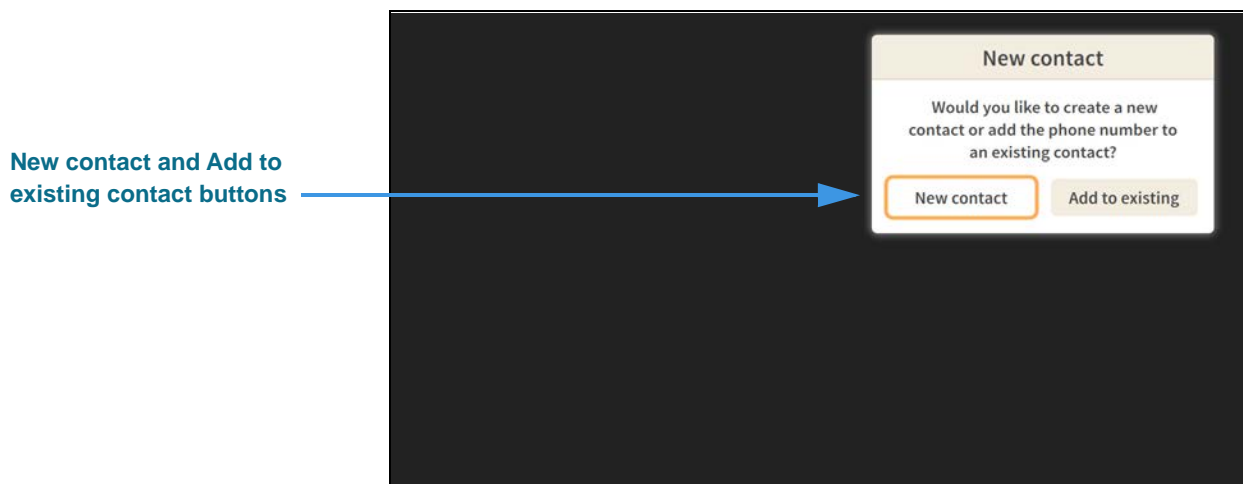 New contact and Add to
existing contact buttons
New contact
Would you like to create a new
contact or add the phone number to
an existing contact?
New contact
Add to existing